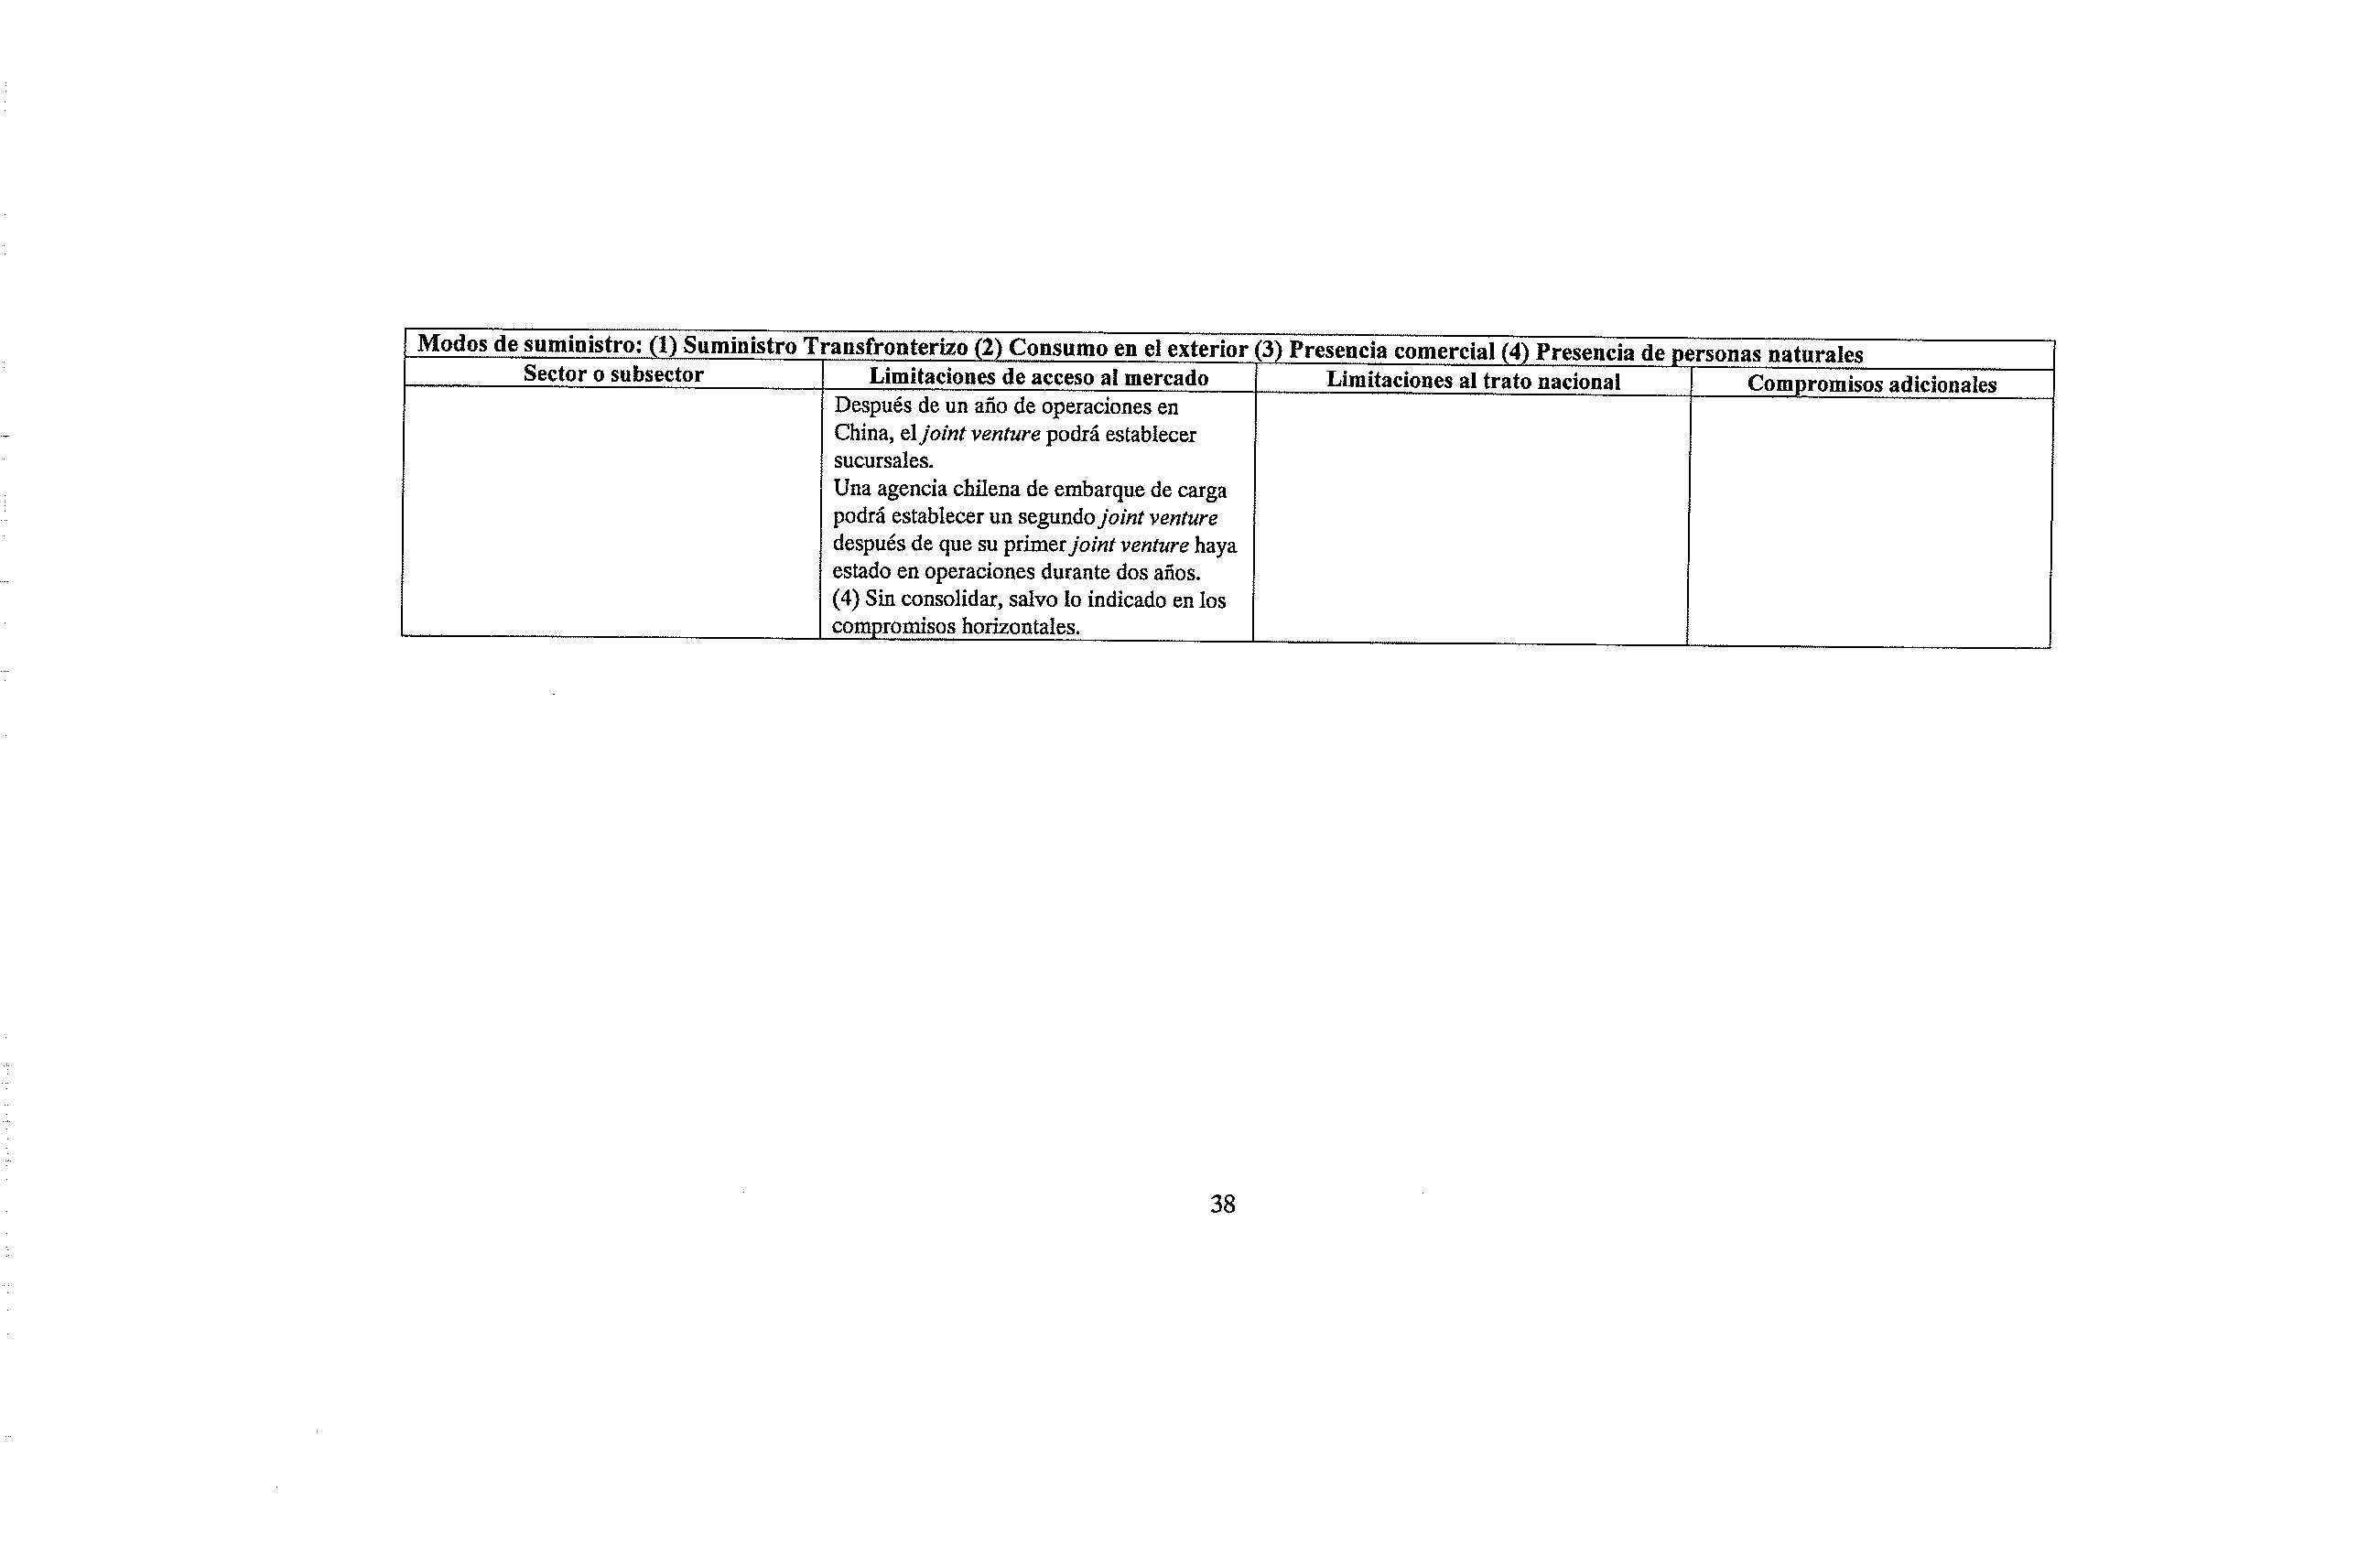 Modos de suministro: (1) Suministro Transfronterizo (2) Consumo en el exterior (3) Presencia comercial (4) Presencia de personas naturales
Sector o subsector
Limitaciones de acceso al mercado
Limitaciones al trato nacional
Compromisos adicionales
Después de un año de operaciones en
China, el joint venture podrá establecer
sucursales.
Una agencia chilena de embarque de carga
podrá establecer un segundo joint venture
después de que su primer joint venture haya
estado en operaciones durante dos años.
(4) Sin consolidar, salvo lo indicado en los
compromisos horizontales.
38